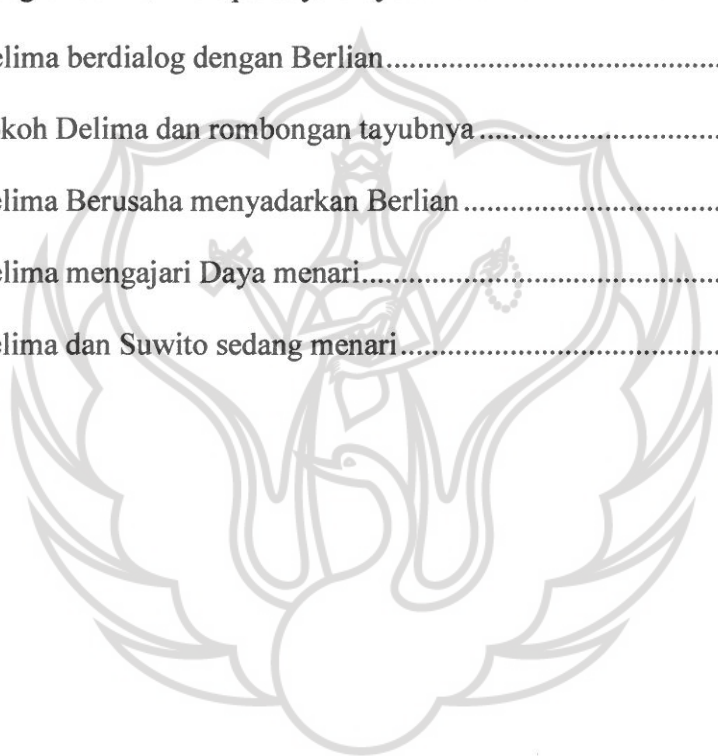 elima berdialog dengan Berlian..........................................
koh Delima dan rombongan tayubnya..............................
elima Berusaha menyadarkan Berlian................................
elima mengajari Daya menari.............................................
elima dan Suwito sedang menari........................................